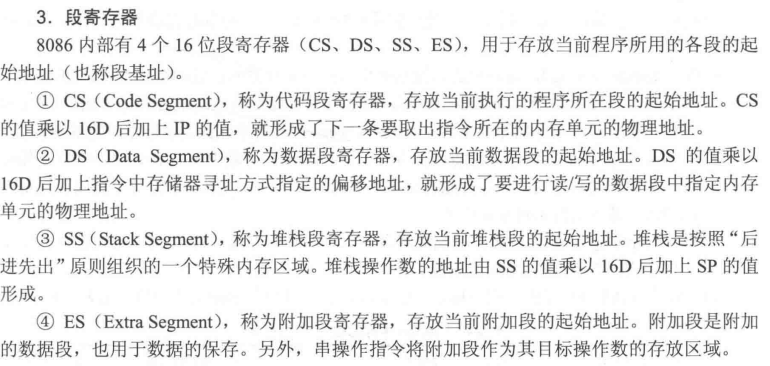 3．段寄存器
8086 内部有 4 个 16 位段寄存器（CS、DS、SS、ES），用于存放当前程序所用的各段的起
始地址（也称段基址）。
① CS（Code Segment），称为代码段寄存器，存放当前执行的程序所在段的起始地址。CS
的值乘以 16D 后加上 IP 的值，就形成了下一条要取出指令所在的内存单元的物理地址。
② DS（Data Segment），称为数据段寄存器，存放当前数据段的起始地址。DS 的值乘以
16D 后加上指令中存储器寻址方式指定的偏移地址，就形成了要进行读/写的数据段中指定内存
单元的物理地址。
③ SS（Stack Segment），称为堆栈段寄存器，存放当前堆栈段的起始地址。堆栈是按照“后
进先出”原则组织的一个特殊内存区域。堆栈操作数的地址由 SS 的值乘以 16D 后加上 SP 的值
形成。
④ ES（Extra Segment），称为附加段寄存器，存放当前附加段的起始地址。附加段是附加
的数据段，也用于数据的保存。另外，串操作指令将附加段作为其目标操作数的存放区域。